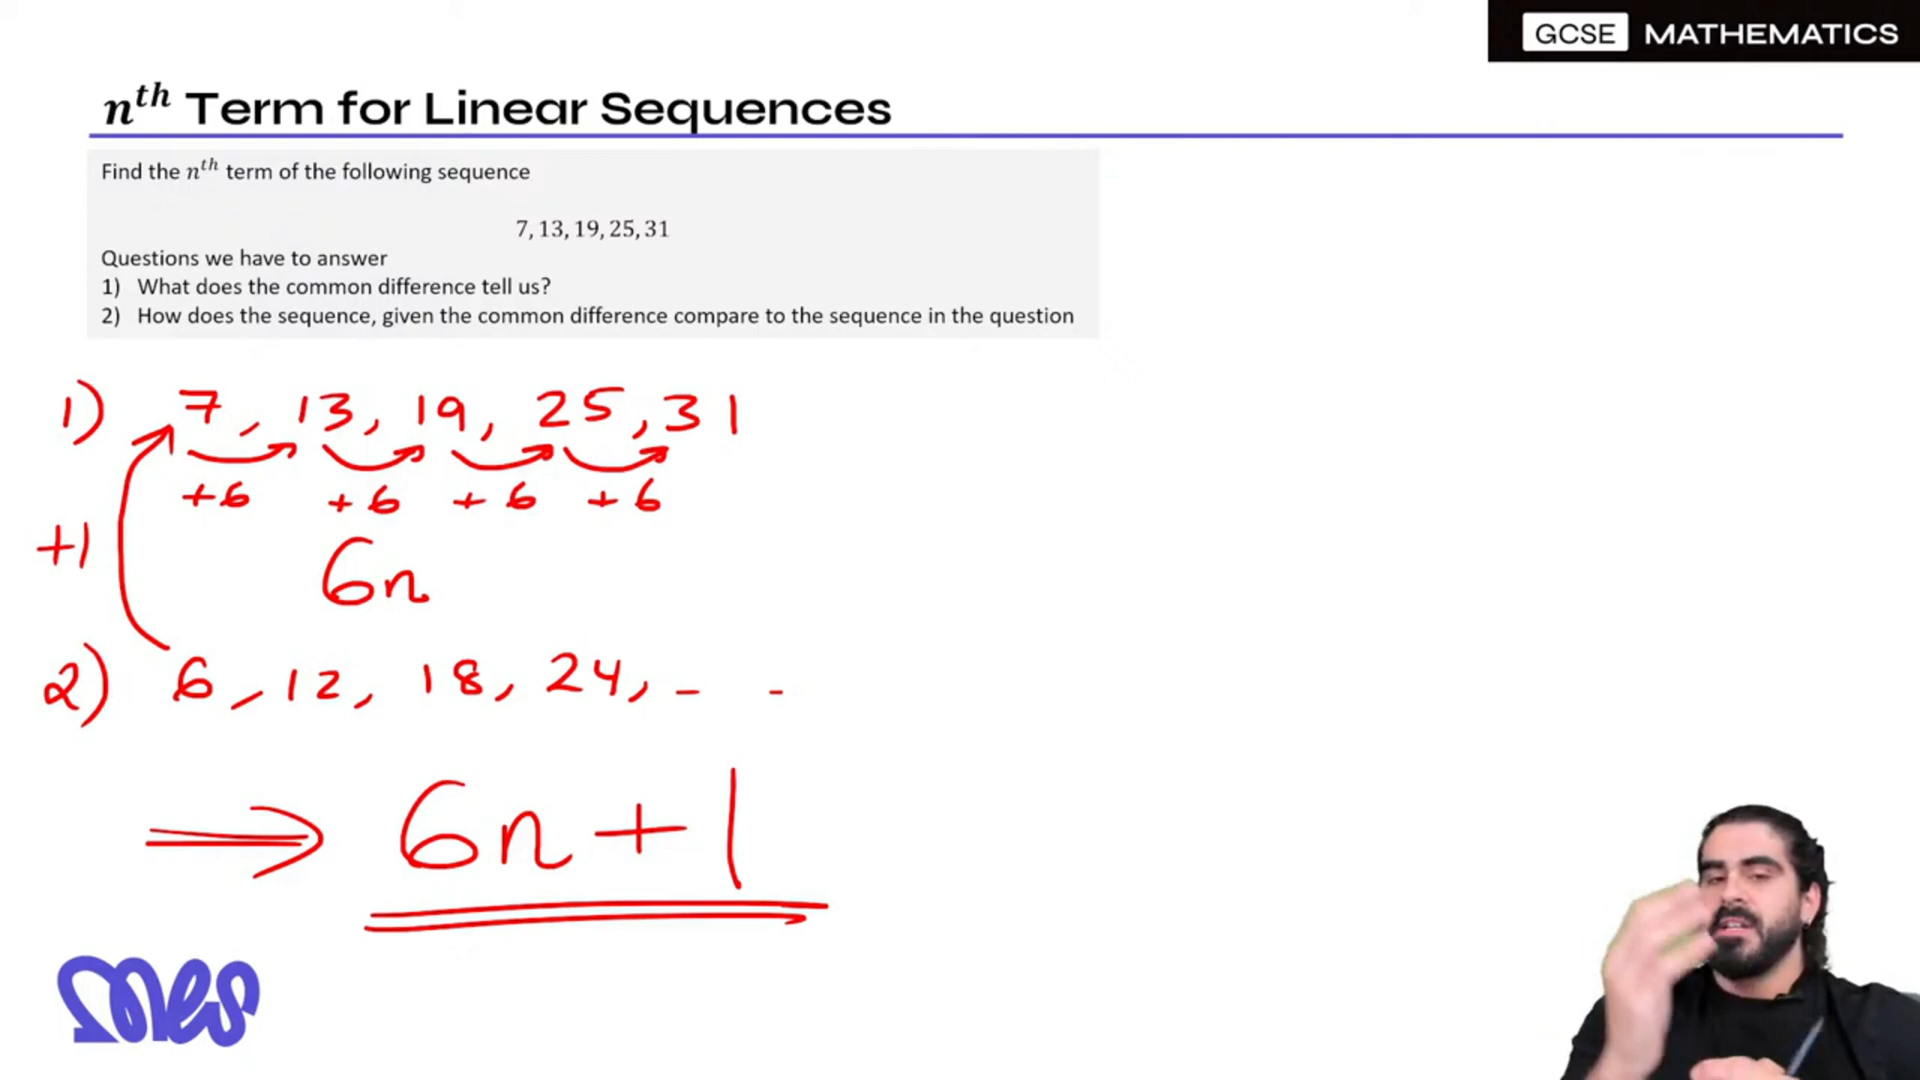 GCSE MATHEMATICS
nth Term for Linear Sequences
Find the nth term of the following sequence
7, 13, 19, 25, 31
Questions we have to answer
1) What does the common difference tell us?
2) How does the sequence, given the common difference compare to the sequence in the question
1) 7, 13, 19, 25, 31
+6 +6 +6 +6
+1
6n
2) 6, 12, 18, 24, - -
⇒ 6n+1
mes